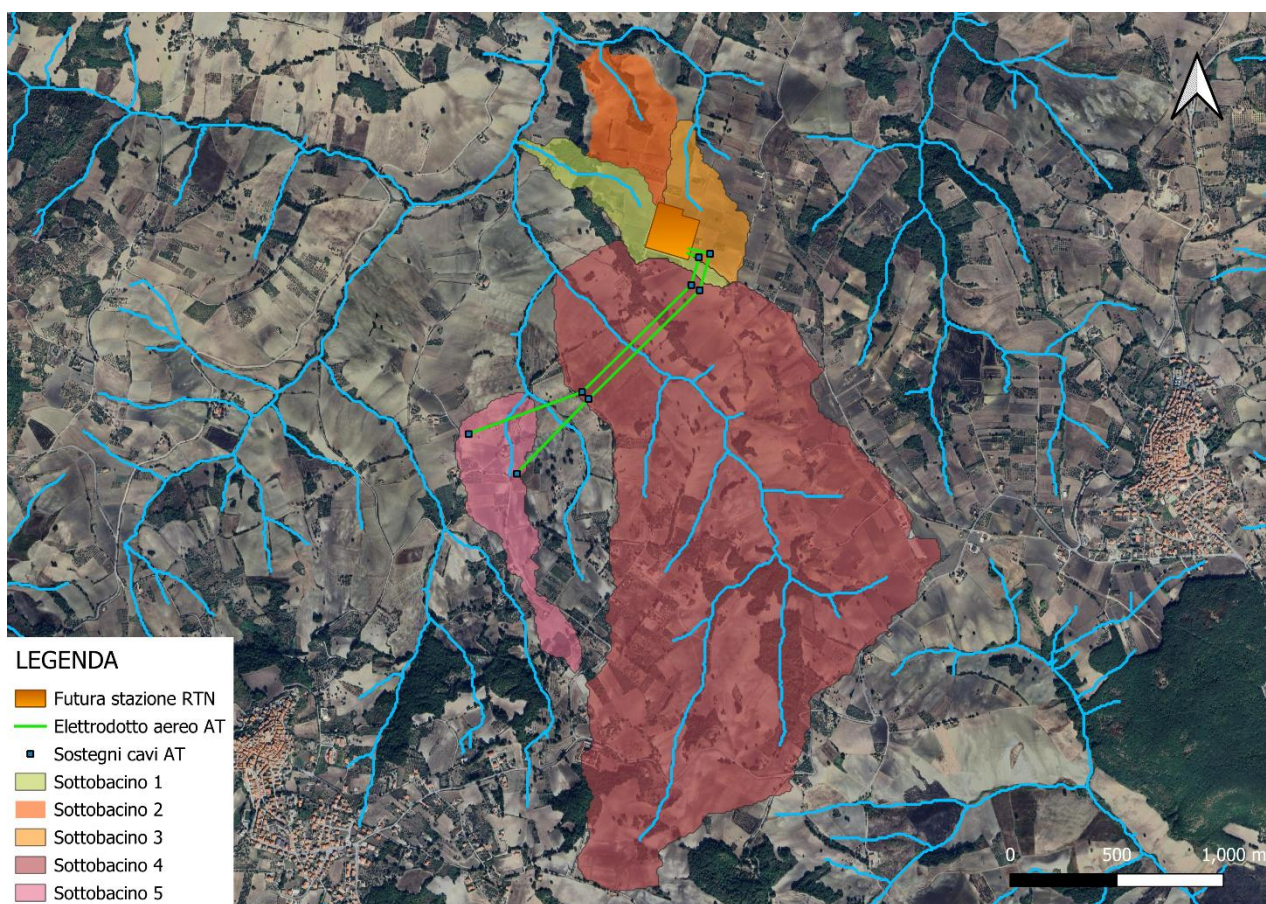 LEGENDA
Futura stazione RTN
Elettrodotto aereo AT
Sostegni cavi AT
Sottobacino 1
Sottobacino 2
Sottobacino 3
Sottobacino 4
Sottobacino 5
0 500 1,000 m